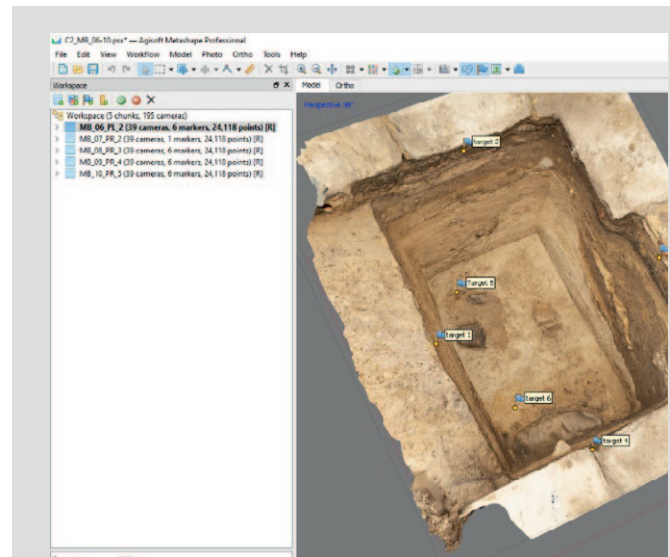 C2_MB_06-10.psx* — Agisoft Metashape Professional
File Edit View Workflow Model Photo Ortho Tools Help
Workspace
Model Ortho
Workspace (5 chunks, 195 cameras)
MB_06_PL_2 (39 cameras, 6 markers, 24,118 points) [R]
MB_07_PR_2 (39 cameras, 1 markers, 24,118 points) [R]
MB_08_PR_3 (39 cameras, 6 markers, 24,118 points) [R]
MB_09_PR_4 (39 cameras, 6 markers, 24,118 points) [R]
MB_10_PR_5 (39 cameras, 6 markers, 24,118 points) [R]
Perspective 30°
target 2
Target 5
target 1
target 6
target 4